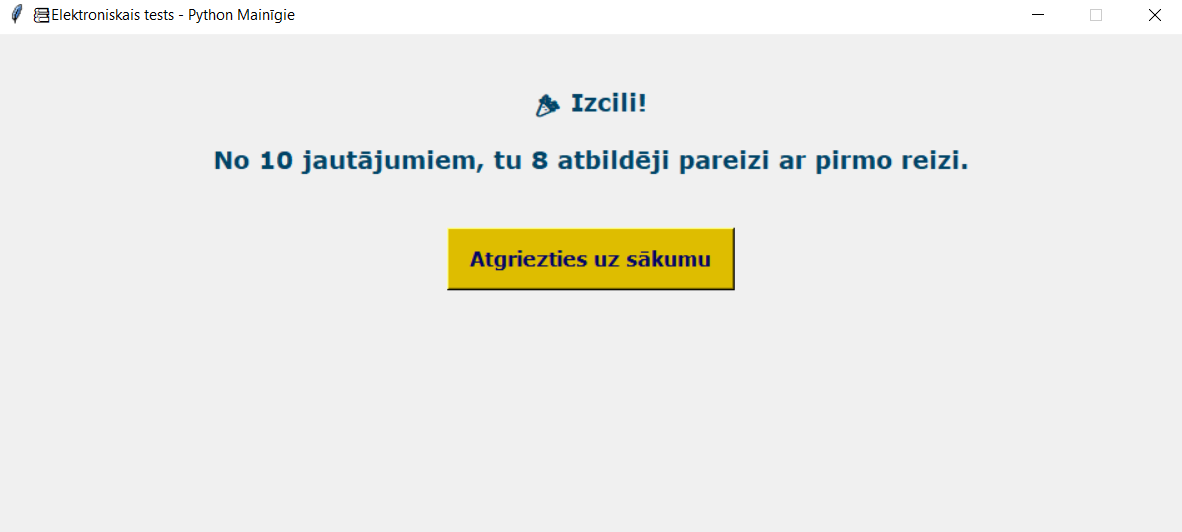 📚Elektroniskais tests - Python Mainīgie
🎉 Izcili!
No 10 jautājumiem, tu 8 atbildēji pareizi ar pirmo reizi.
Atgriezties uz sākumu